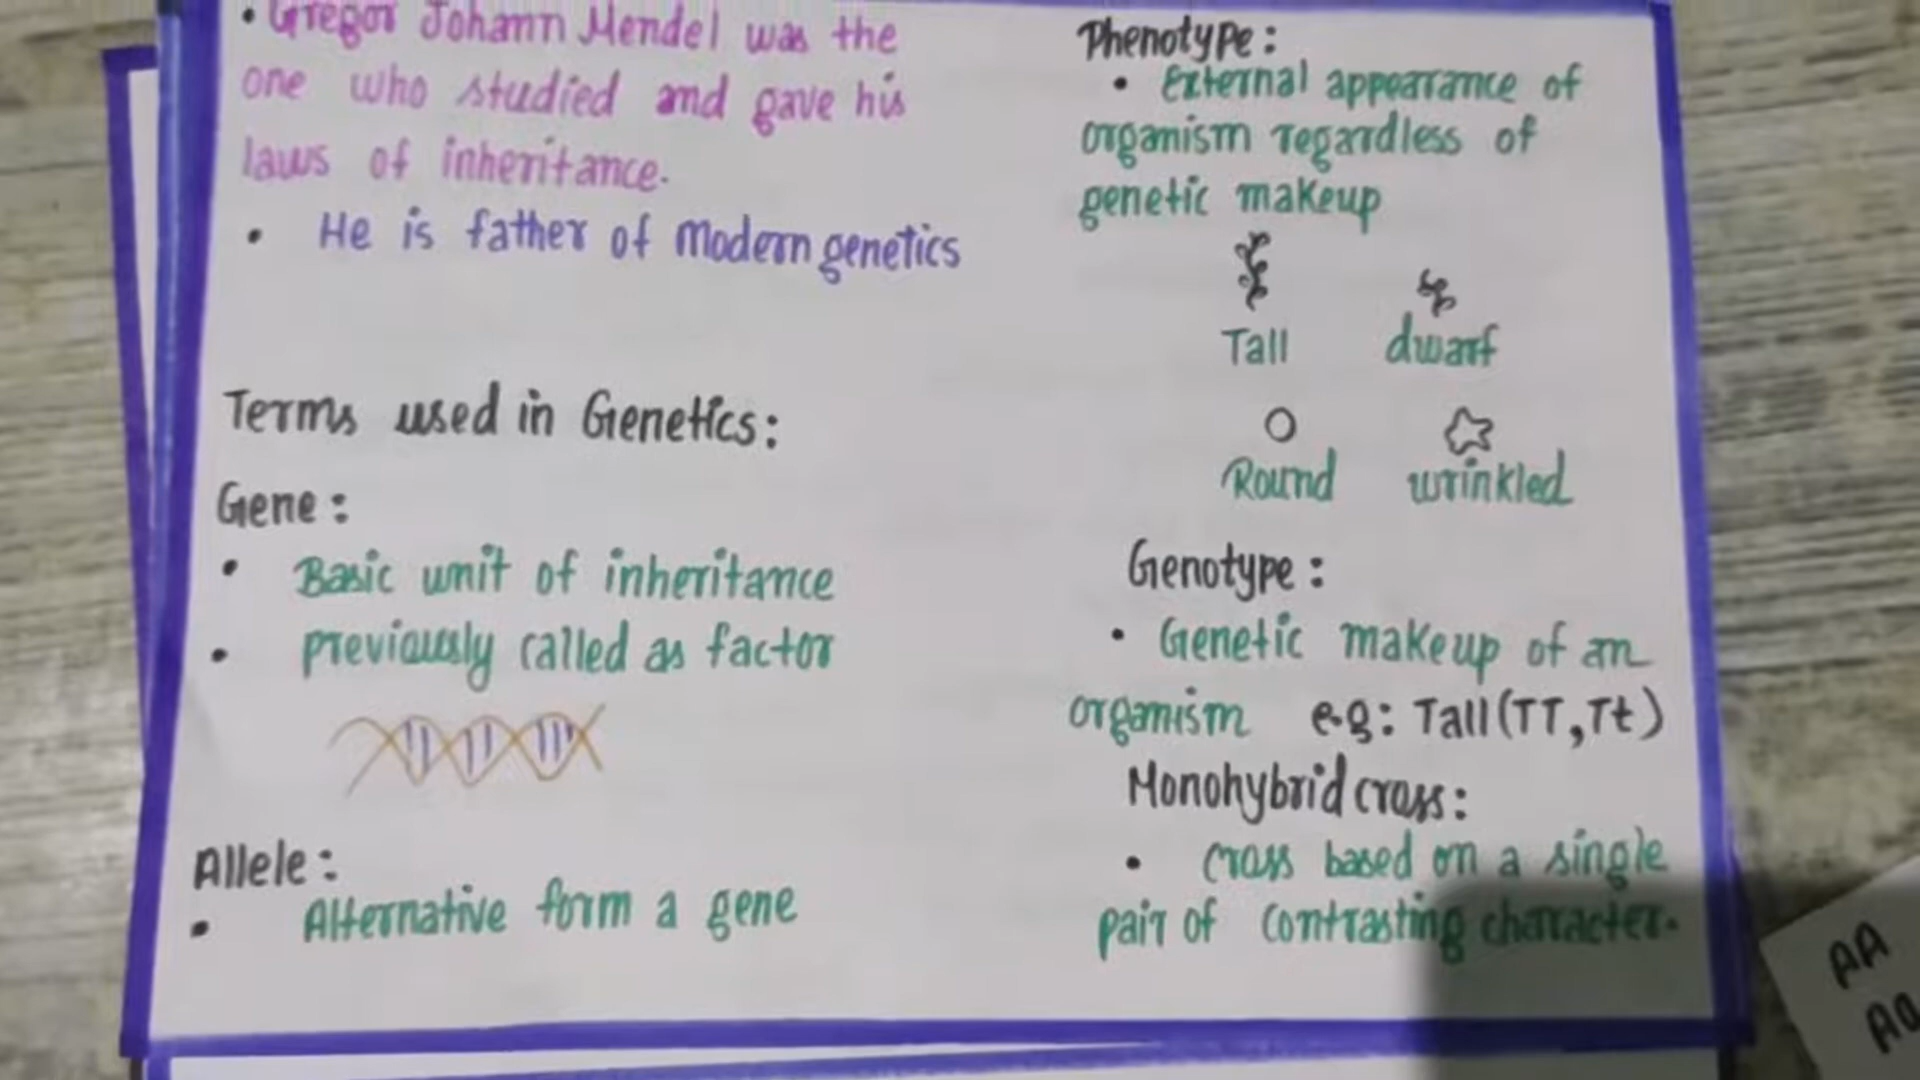 • Gregor Johann Mendel was the
one who studied and gave his
laws of inheritance.
• He is father of Modern genetics
Terms used in Genetics:
Gene:
• Basic unit of inheritance
• previously called as factor
Allele:
• Alternative form a gene
Phenotype:
• External appearance of
organism regardless of
genetic makeup
Tall dwarf
Round wrinkled
Genotype:
• Genetic makeup of an
organism e.g: Tall(TT,Tt)
Monohybrid cross:
• cross based on a single
pair of contrasting character.
AA